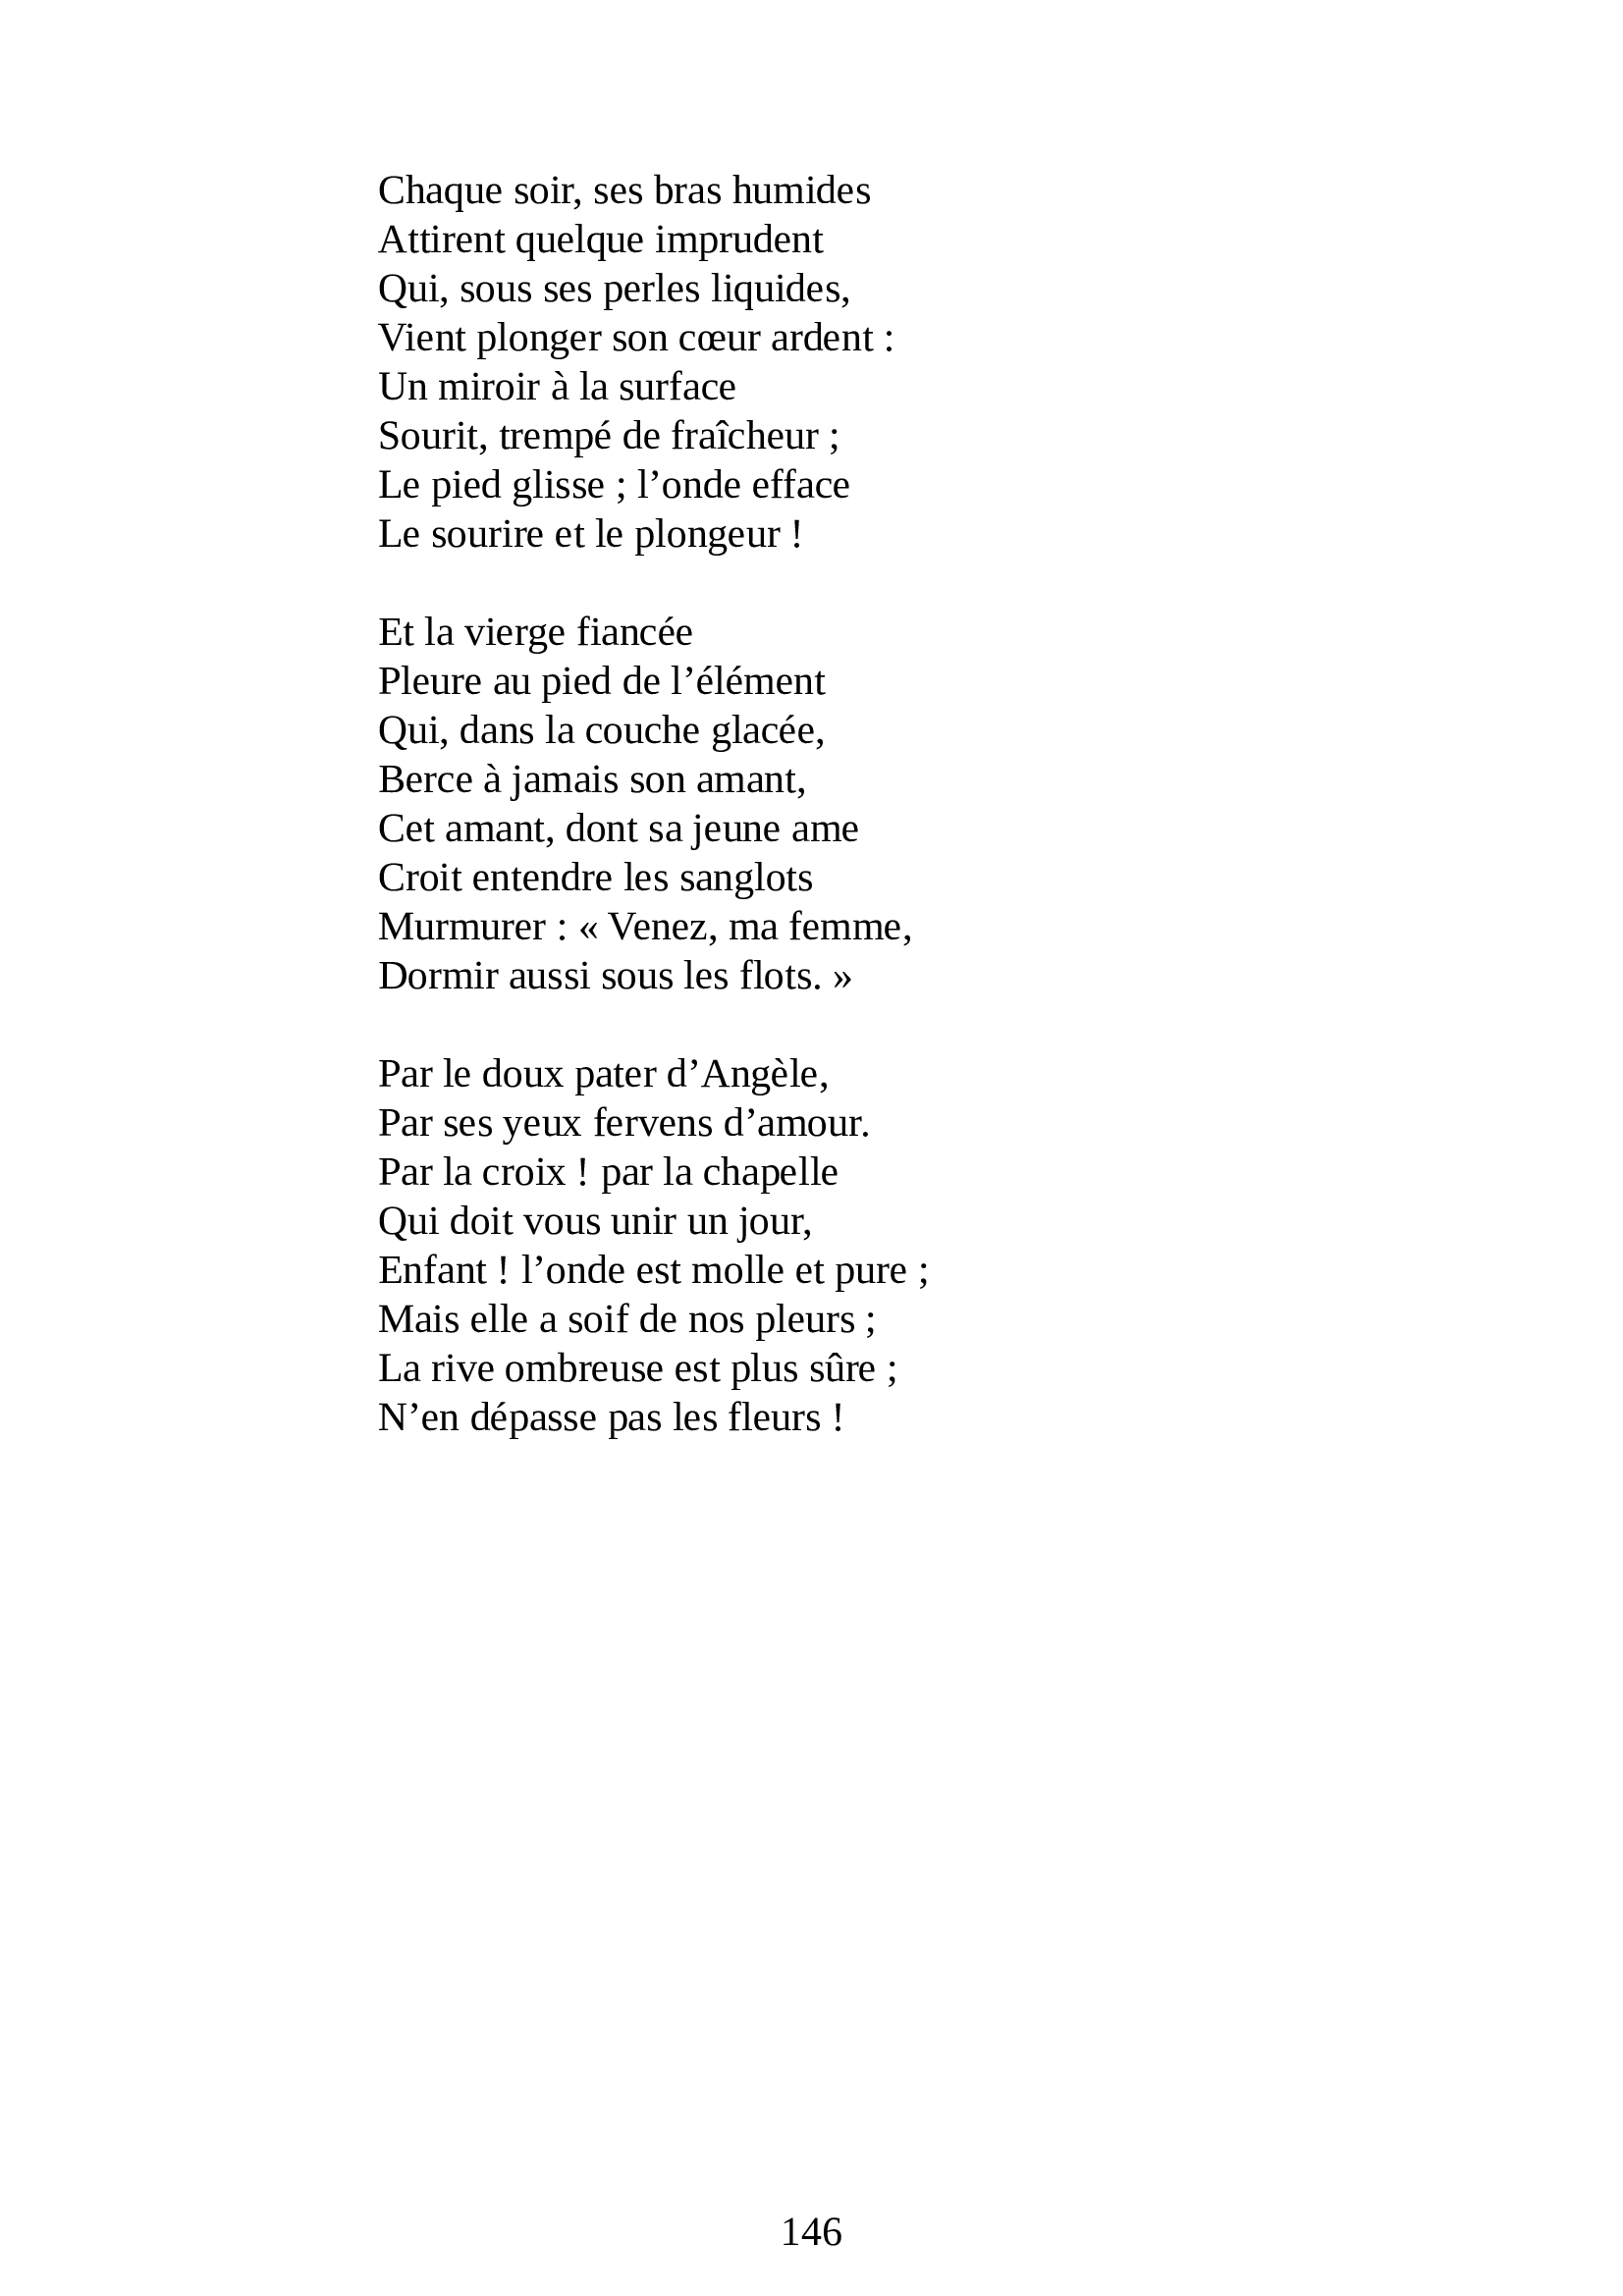 Chaque soir, ses bras humides
Attirent quelque imprudent
Qui, sous ses perles liquides,
Vient plonger son cœur ardent :
Un miroir à la surface
Sourit, trempé de fraîcheur ;
Le pied glisse ; l’onde efface
Le sourire et le plongeur !

Et la vierge fiancée
Pleure au pied de l’élément
Qui, dans la couche glacée,
Berce à jamais son amant,
Cet amant, dont sa jeune ame
Croit entendre les sanglots
Murmurer : « Venez, ma femme,
Dormir aussi sous les flots. »

Par le doux pater d’Angèle,
Par ses yeux fervens d’amour.
Par la croix ! par la chapelle
Qui doit vous unir un jour,
Enfant ! l’onde est molle et pure ;
Mais elle a soif de nos pleurs ;
La rive ombreuse est plus sûre ;
N’en dépasse pas les fleurs !

146